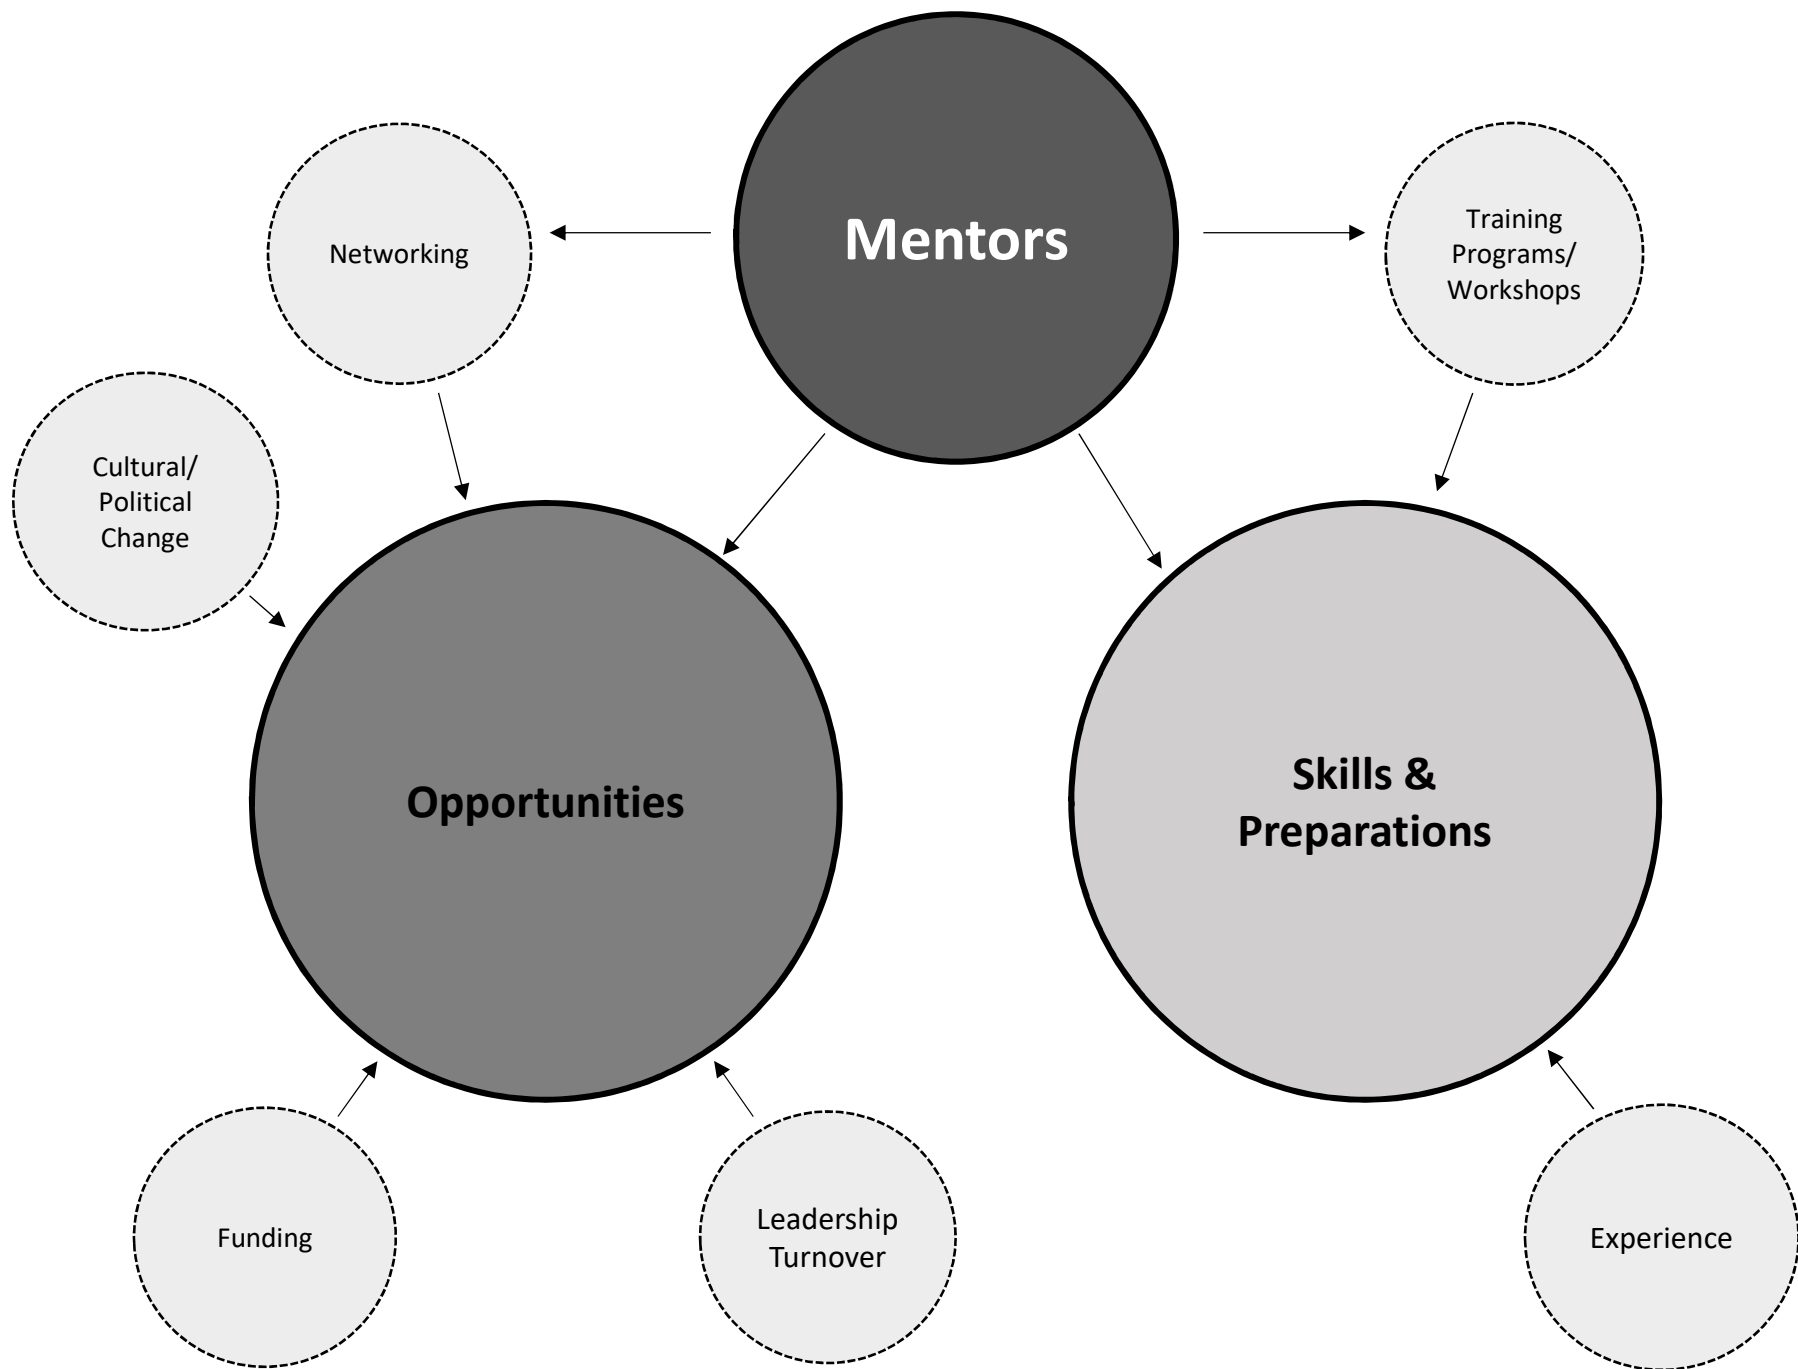 Mentors
Networking
Training
Programs/
Workshops
Cultural/
Political
Change
Opportunities
Skills &
Preparations
Funding
Leadership
Turnover
Experience